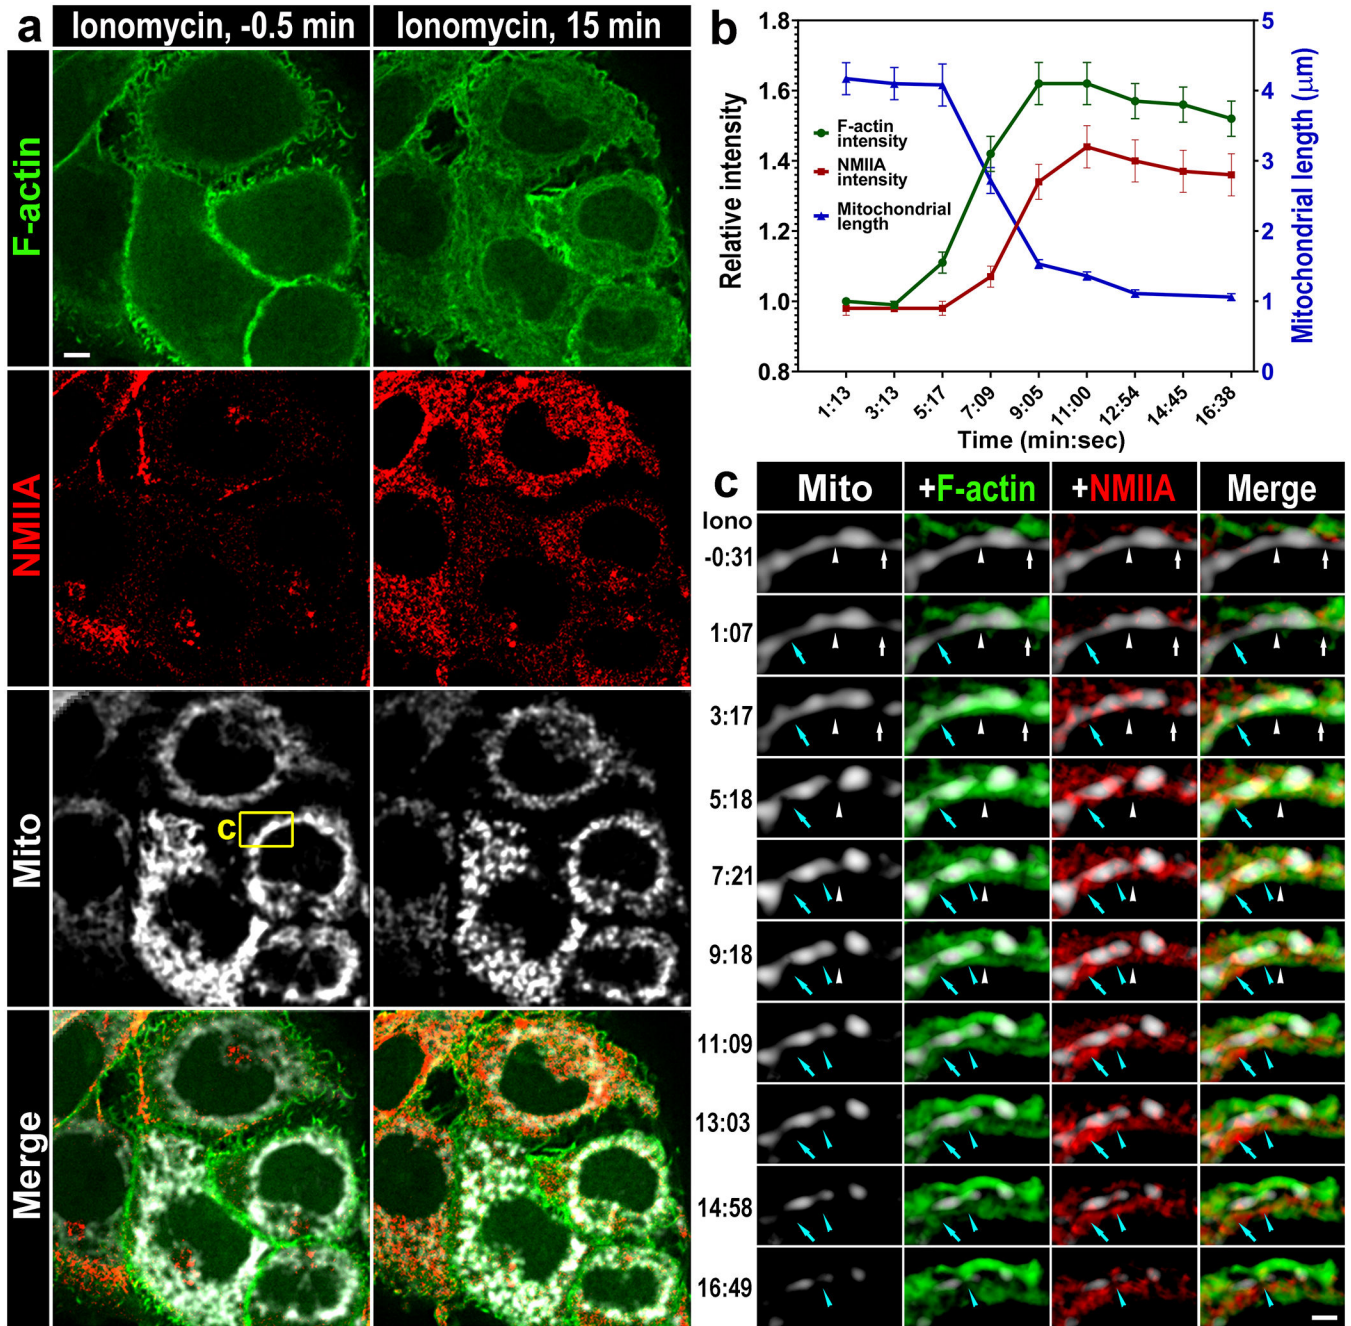 a
Ionomycin, -0.5 min
Ionomycin, 15 min
F-actin
NMIIA
Mito
c
Merge
b
1.8
1.6
1.4
1.2
1.0
0.8
Relative intensity
F-actin
intensity
NMIIA
intensity
Mitochondrial
length
5
4
3
2
1
0
Mitochondrial length (μm)
1:13
3:13
5:17
7:09
9:05
11:00
12:54
14:45
16:38
Time (min:sec)
c
Mito
+F-actin
+NMIIA
Merge
Iono
-0:31
1:07
3:17
5:18
7:21
9:18
11:09
13:03
14:58
16:49